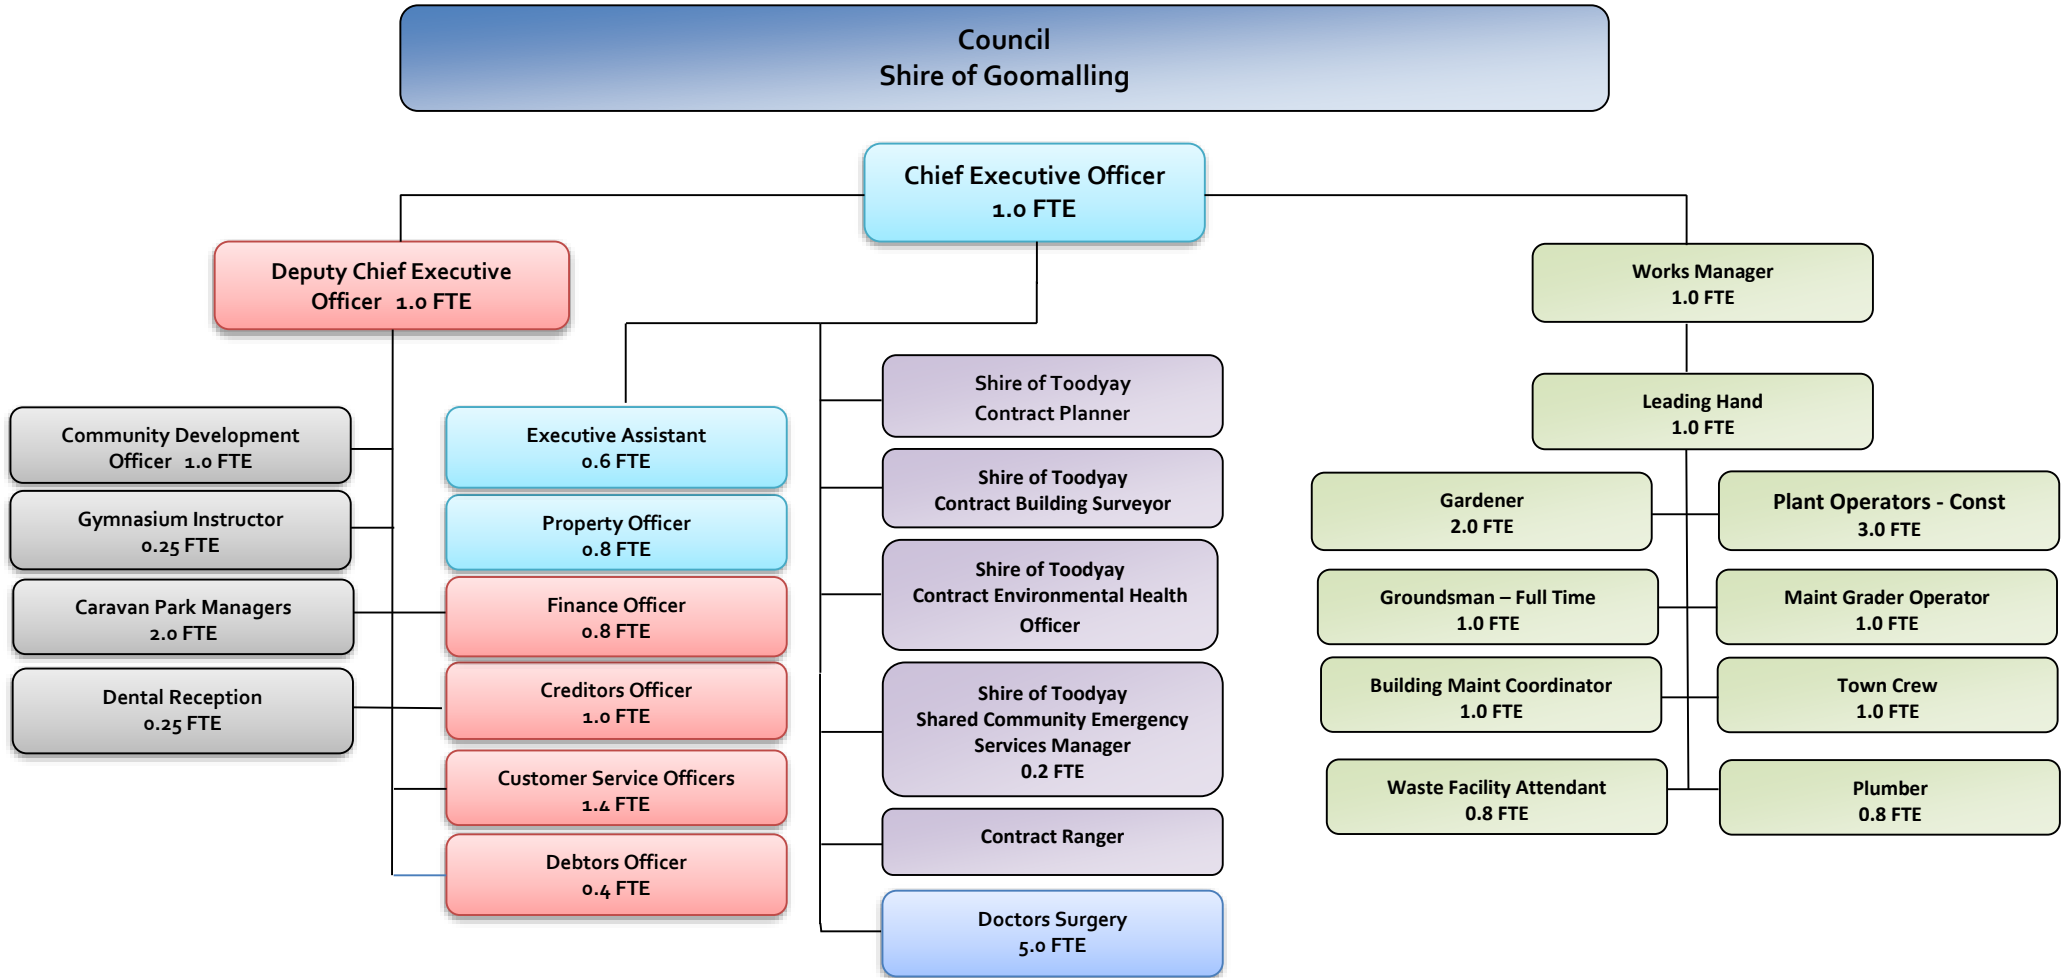 Council
Shire of Goomalling
Chief Executive Officer
1.0 FTE
Deputy Chief Executive
Officer 1.0 FTE
Works Manager
1.0 FTE
Leading Hand
1.0 FTE
Community Development
Officer 1.0 FTE
Gymnasium Instructor
0.25 FTE
Caravan Park Managers
2.0 FTE
Dental Reception
0.25 FTE
Executive Assistant
0.6 FTE
Property Officer
0.8 FTE
Finance Officer
0.8 FTE
Creditors Officer
1.0 FTE
Customer Service Officers
1.4 FTE
Debtors Officer
0.4 FTE
Shire of Toodyay
Contract Planner
Shire of Toodyay
Contract Building Surveyor
Shire of Toodyay
Contract Environmental Health
Officer
Shire of Toodyay
Shared Community Emergency
Services Manager
0.2 FTE
Contract Ranger
Doctors Surgery
5.0 FTE
Gardener
2.0 FTE
Groundsman – Full Time
1.0 FTE
Building Maint Coordinator
1.0 FTE
Waste Facility Attendant
0.8 FTE
Plant Operators - Const
3.0 FTE
Maint Grader Operator
1.0 FTE
Town Crew
1.0 FTE
Plumber
0.8 FTE